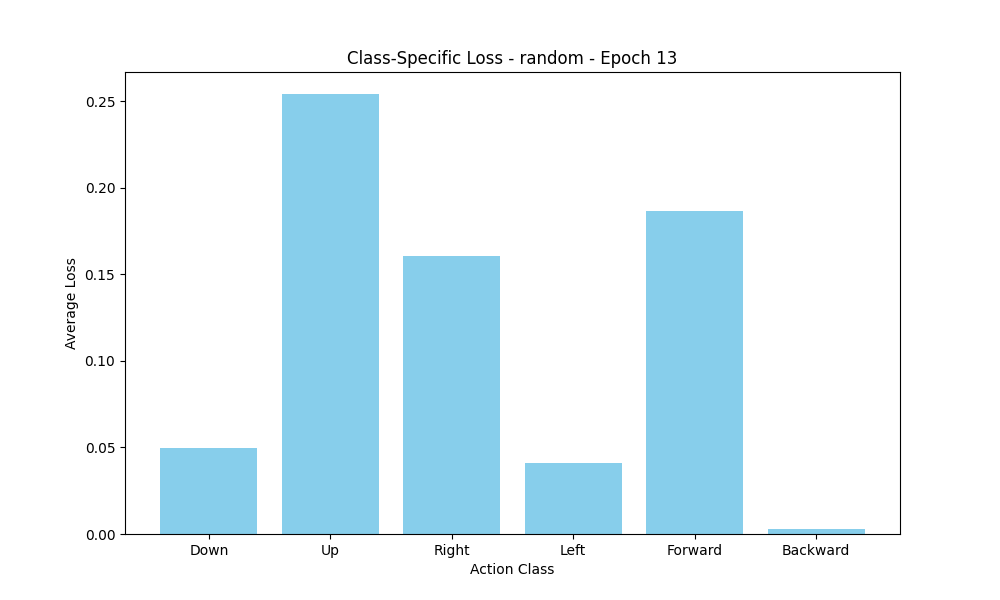 Class-Specific Loss - random - Epoch 13
Average Loss
0.25
0.20
0.15
0.10
0.05
0.00
Down Up Right Left Forward Backward
Action Class